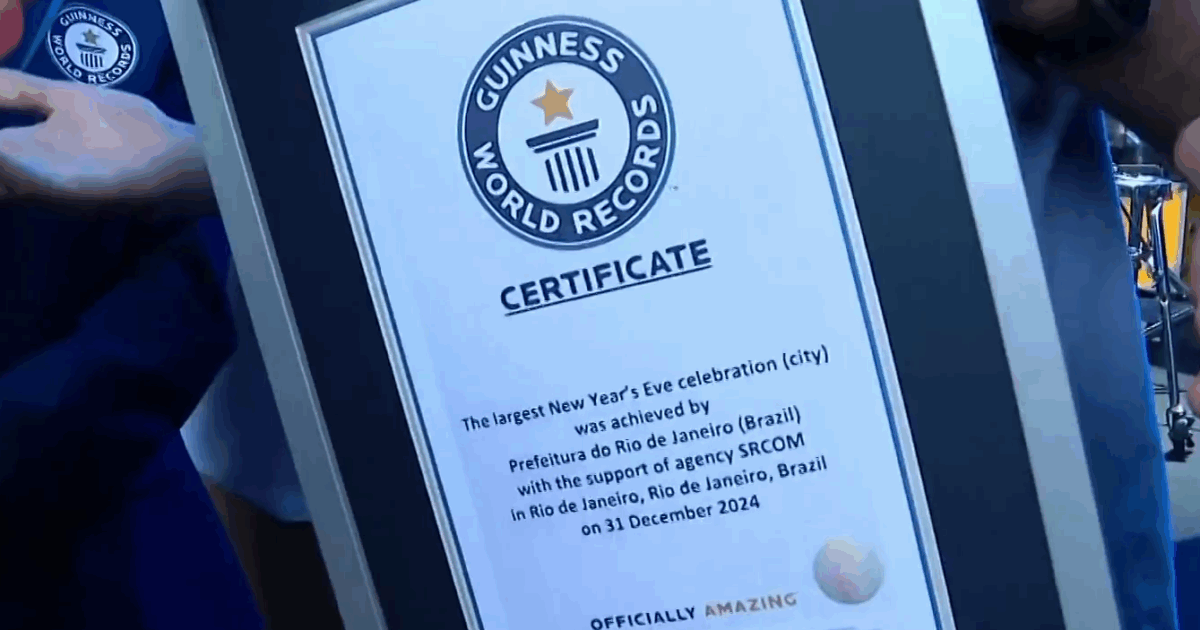 GUINNESS
WORLD RECORDS
GUINNESS
WORLD RECORDS
CERTIFICATE
The largest New Year's Eve celebration (city)
was achieved by
Prefeitura do Rio de Janeiro (Brazil)
with the support of agency SRCOM
in Rio de Janeiro, Rio de Janeiro, Brazil
on 31 December 2024
OFFICIALLY AMAZING